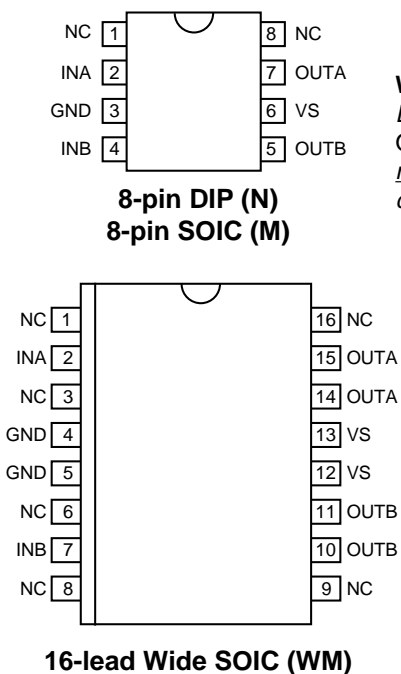 NC 1 8 NC
INA 2 7 OUTA
GND 3 6 VS
INB 4 5 OUTB
8-pin DIP (N)
8-pin SOIC (M)
NC 1 16 NC
INA 2 15 OUTA
NC 3 14 OUTA
GND 4 13 VS
GND 5 12 VS
NC 6 11 OUTB
INB 7 10 OUTB
NC 8 9 NC
16-lead Wide SOIC (WM)